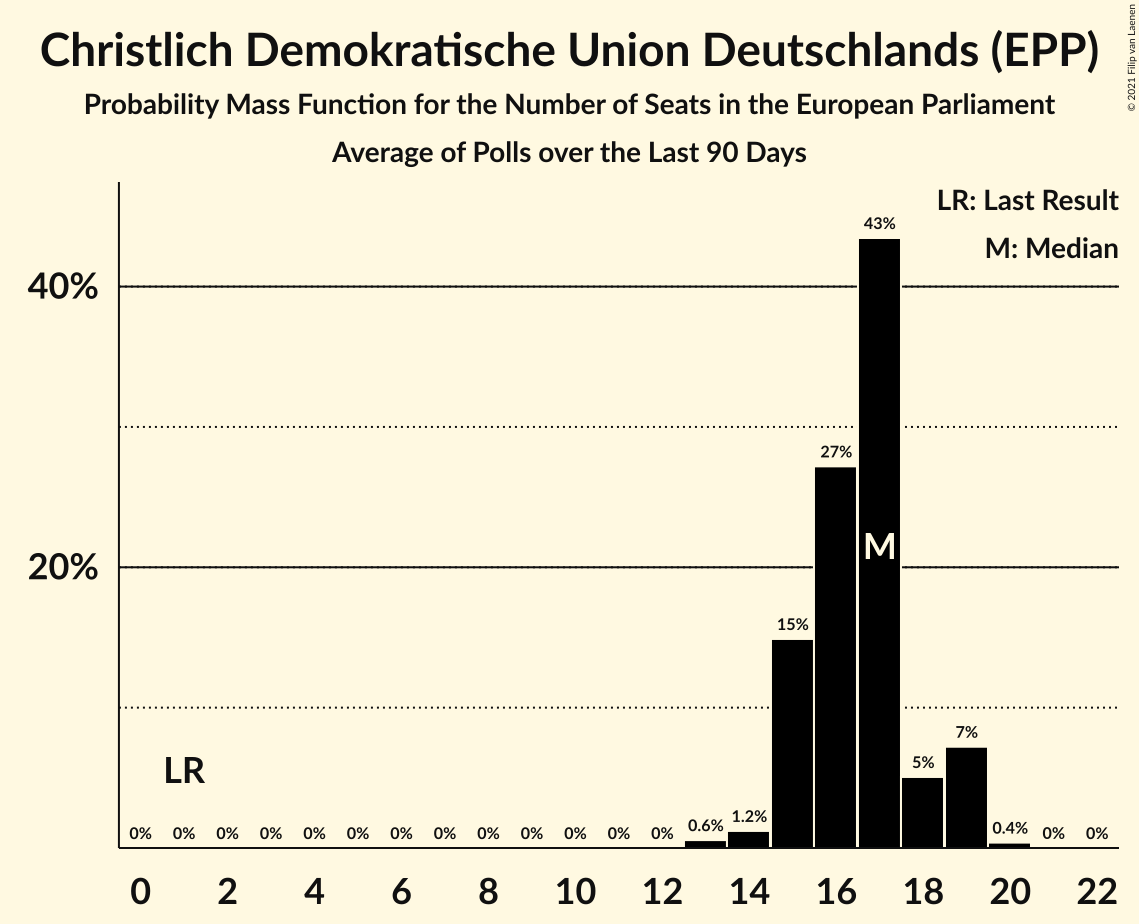 Christlich Demokratische Union Deutschlands (EPP)
Probability Mass Function for the Number of Seats in the European Parliament
Average of Polls over the Last 90 Days
© 2021 Filip van Laenen
LR: Last Result
M: Median
43%
40%
27%
M
20%
15%
7%
5%
LR
0% 0% 0% 0% 0% 0% 0% 0% 0% 0% 0% 0% 0% 0.6% 1.2% 0.4% 0% 0%
0 2 4 6 8 10 12 14 16 18 20 22